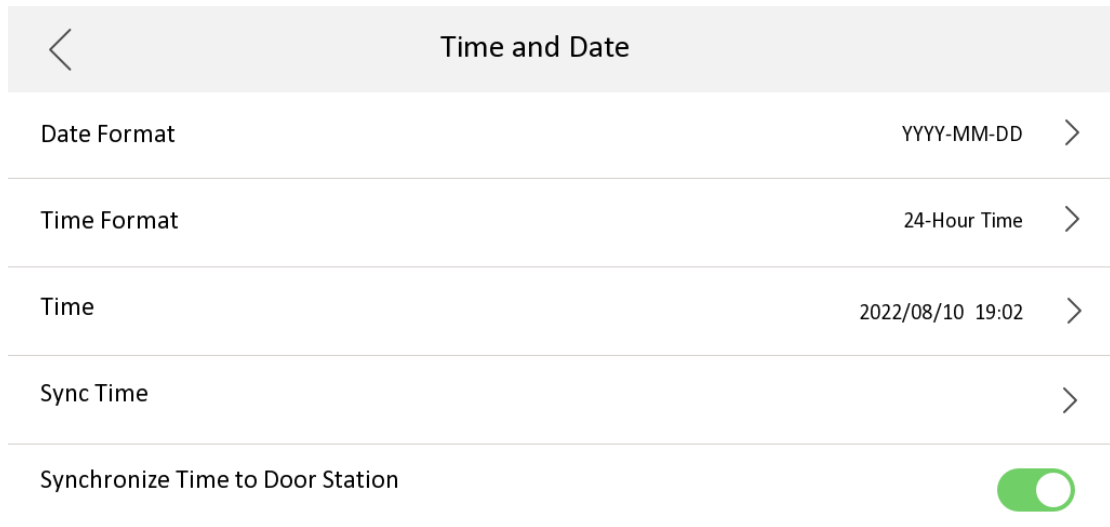 Time and Date
Date Format YYYY-MM-DD
Time Format 24-Hour Time
Time 2022/08/10 19:02
Sync Time
Synchronize Time to Door Station